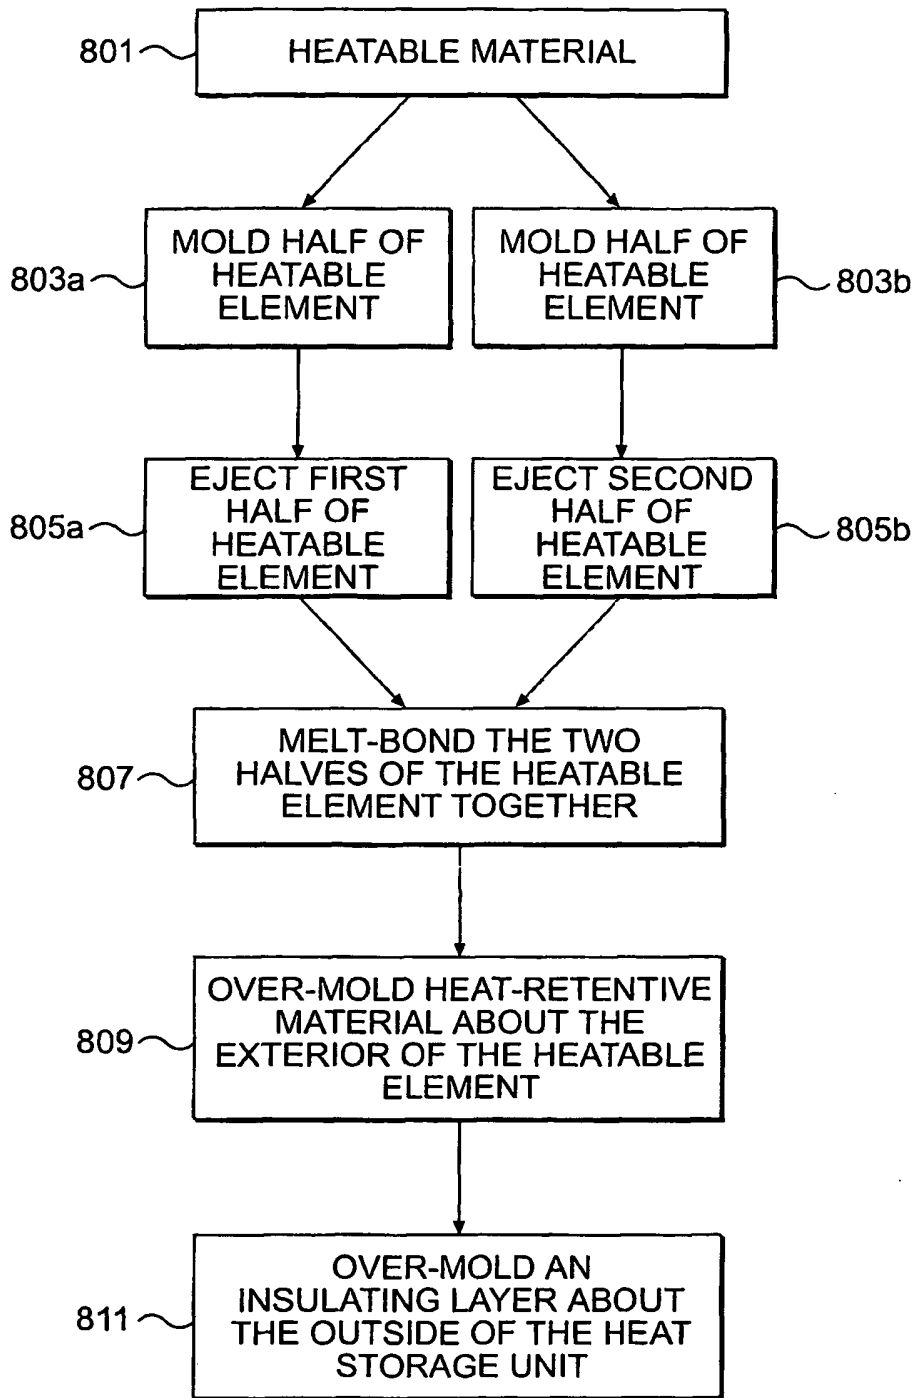 801
HEATABLE MATERIAL
803a
MOLD HALF OF
HEATABLE
ELEMENT
MOLD HALF OF
HEATABLE
ELEMENT
803b
805a
EJECT FIRST
HALF OF
HEATABLE
ELEMENT
EJECT SECOND
HALF OF
HEATABLE
ELEMENT
805b
807
MELT-BOND THE TWO
HALVES OF THE HEATABLE
ELEMENT TOGETHER
809
OVER-MOLD HEAT-RETENTIVE
MATERIAL ABOUT THE
EXTERIOR OF THE HEATABLE
ELEMENT
811
OVER-MOLD AN
INSULATING LAYER ABOUT
THE OUTSIDE OF THE HEAT
STORAGE UNIT